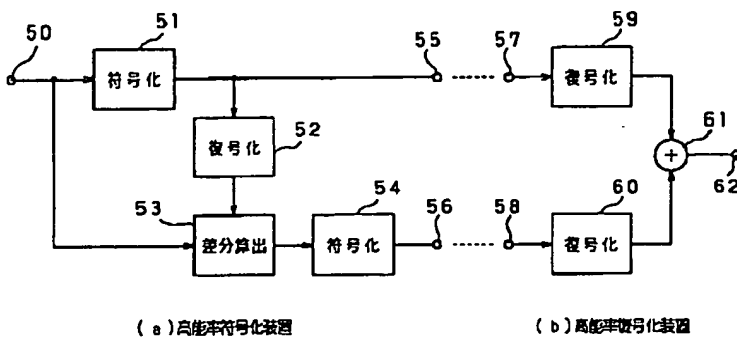 50
51
符号化
55
57
59
復号化
52
復号化
61
+
62
53
差分算出
54
符号化
56
58
60
復号化
(a)高能率符号化装置
(b)高能率復号化装置